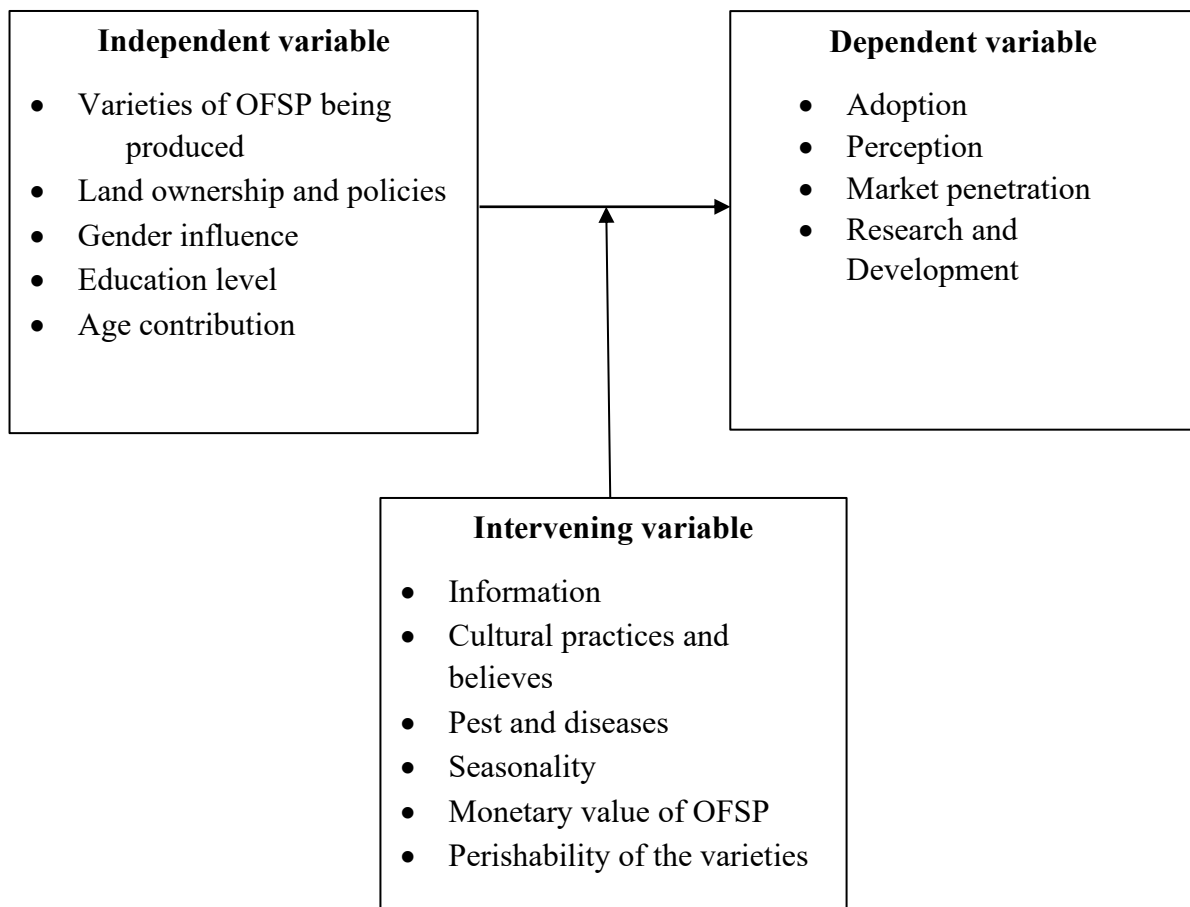 Independent variable
• Varieties of OFSP being
produced
• Land ownership and policies
• Gender influence
• Education level
• Age contribution
Dependent variable
• Adoption
• Perception
• Market penetration
• Research and
Development
Intervening variable
• Information
• Cultural practices and
believes
• Pest and diseases
• Seasonality
• Monetary value of OFSP
• Perishability of the varieties